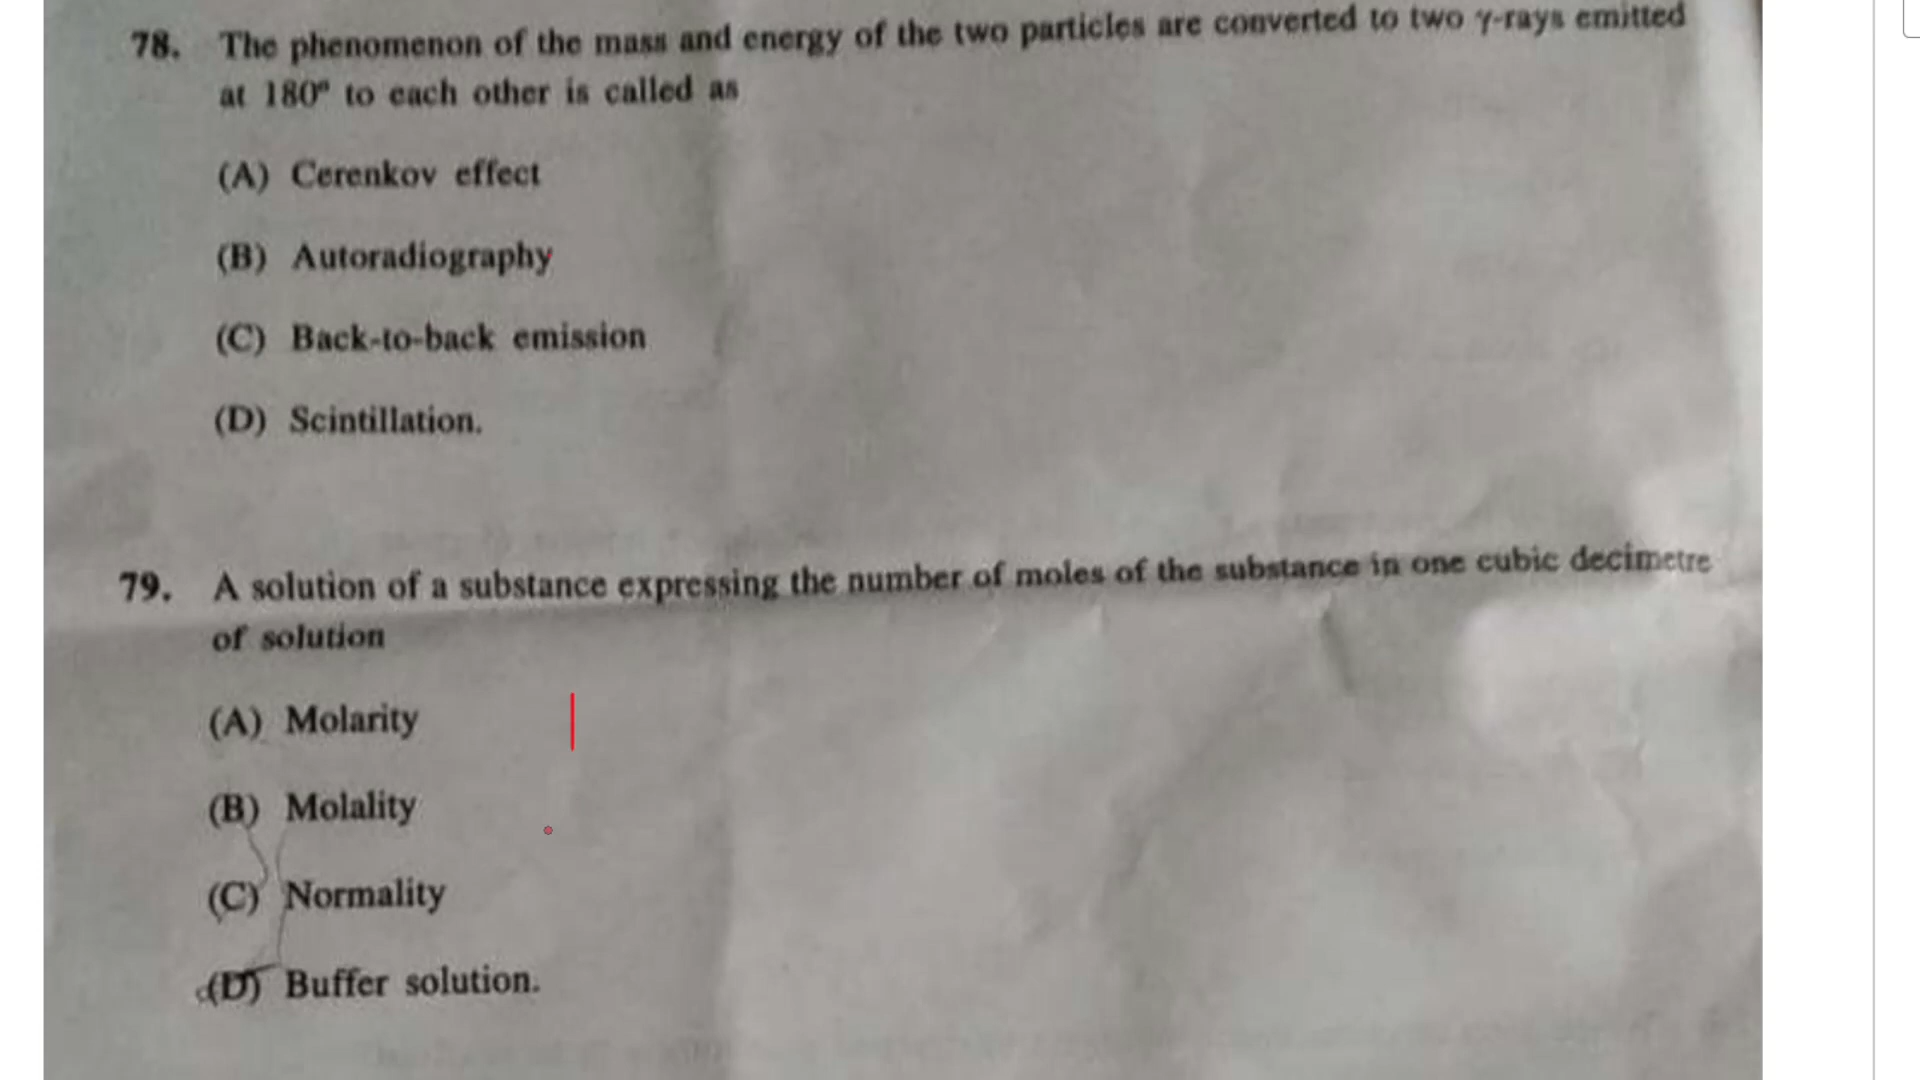 78. The phenomenon of the mass and energy of the two particles are converted to two γ-rays emitted
at 180° to each other is called as
(A) Cerenkov effect
(B) Autoradiography
(C) Back-to-back emission
(D) Scintillation.
79. A solution of a substance expressing the number of moles of the substance in one cubic decimetre
of solution
(A) Molarity
(B) Molality
(C) Normality
(D) Buffer solution.